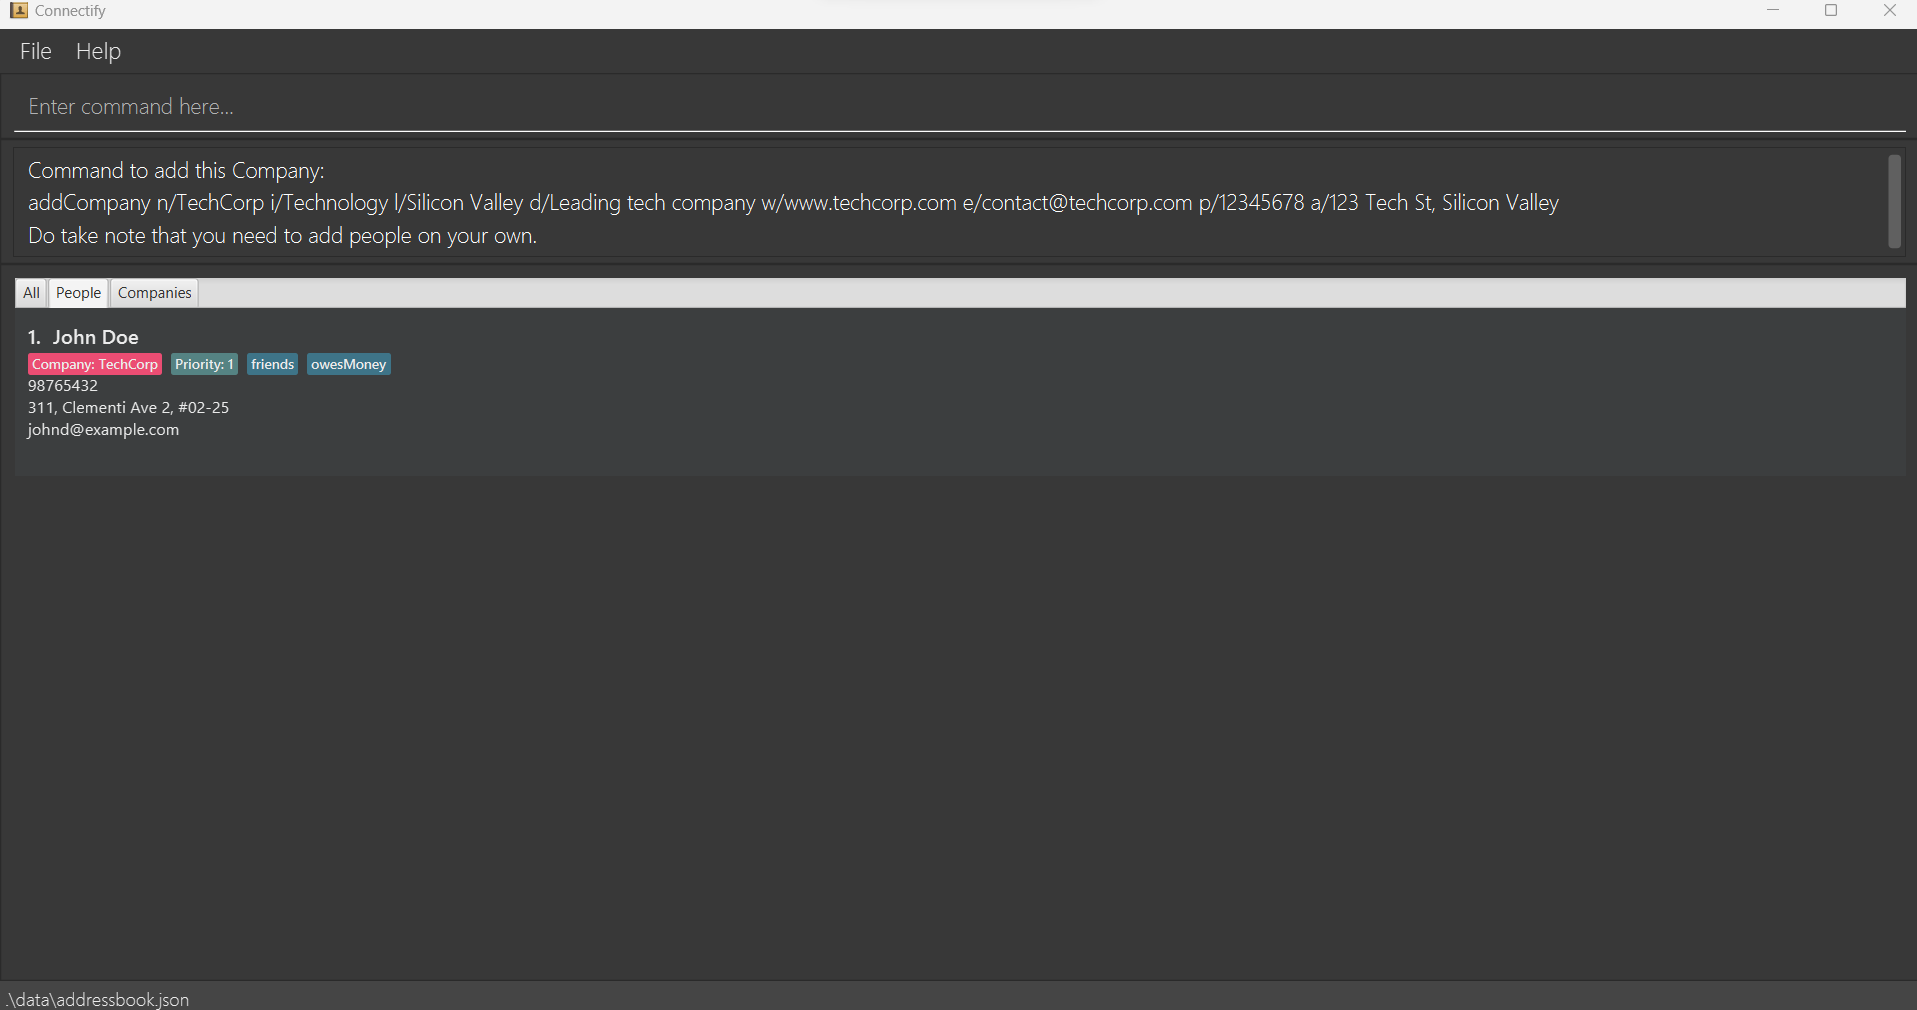 Connectify
File Help
Enter command here...
Command to add this Company:
addCompany n/TechCorp i/Technology l/Silicon Valley d/Leading tech company w/www.techcorp.com e/contact@techcorp.com p/12345678 a/123 Tech St, Silicon Valley
Do take note that you need to add people on your own.
All People Companies
1. John Doe
Company: TechCorp Priority: 1 friends owesMoney
98765432
311, Clementi Ave 2, #02-25
johnd@example.com
.\data\addressbook.json